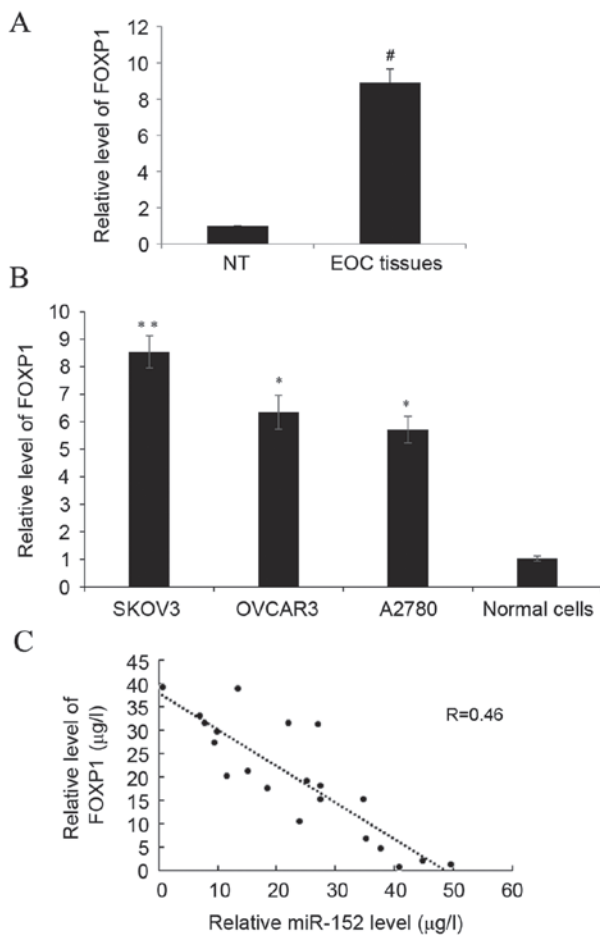 A
Relative level of FOXP1
12
10
8
6
4
2
0
#
NT EOC tissues
B
Relative level of FOXP1
10
9
8
7
6
5
4
3
2
1
0
**
*
*
SKOV3 OVCAR3 A2780 Normal cells
C
Relative level of
FOXP1 (μg/l)
45
40
35
30
25
20
15
10
5
0
R=0.46
0 10 20 30 40 50 60
Relative miR-152 level (μg/l)